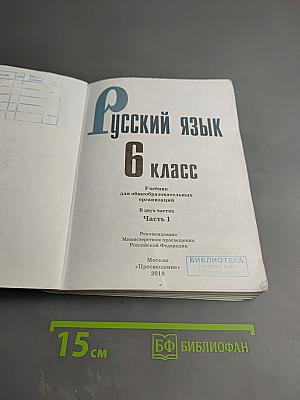 Русский язык
6 класс
Учебник
для общеобразовательных
организаций
В двух частях
Часть 1
Рекомендовано
Министерством просвещения
Российской Федерации
Москва
«Просвещение»
2019
БИБЛИОТЕКА
15 см
БФ БИБЛИОФАН